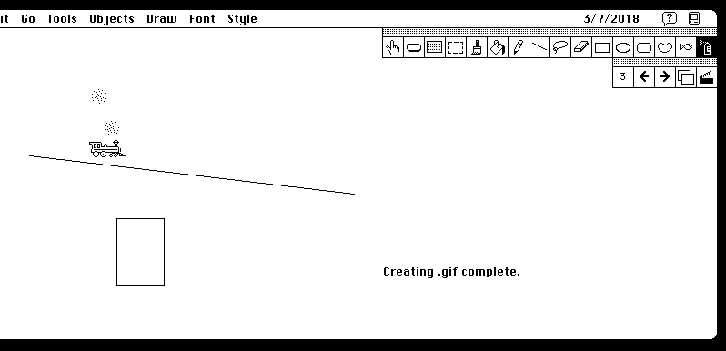 it Go Tools Objects Draw Font Style 3/7/2018 ?
3
Creating .gif complete.